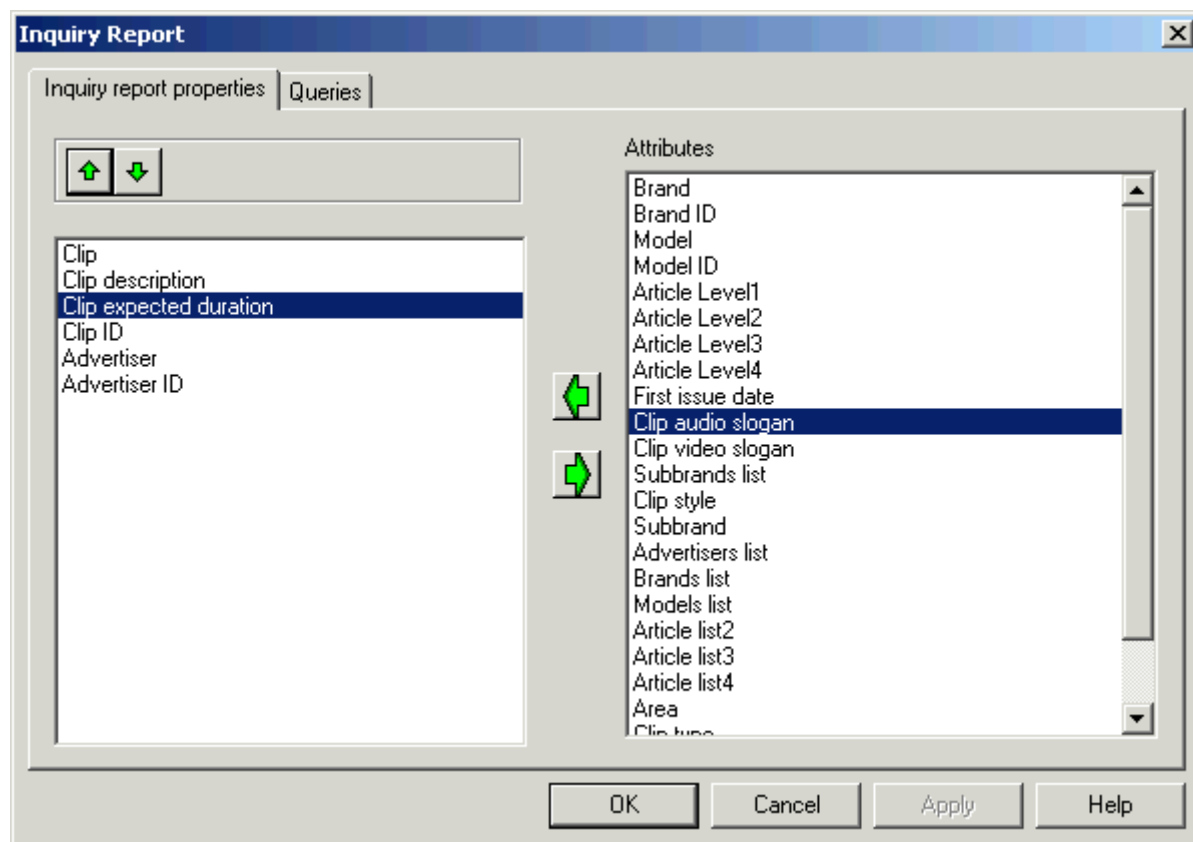 Inquiry Report
Inquiry report properties
Queries
Clip
Clip description
Clip expected duration
Clip ID
Advertiser
Advertiser ID
Attributes
Brand
Brand ID
Model
Model ID
Article Level1
Article Level2
Article Level3
Article Level4
First issue date
Clip audio slogan
Clip video slogan
Subbrands list
Clip style
Subbrand
Advertisers list
Brands list
Models list
Article list2
Article list3
Article list4
Area
Clip type
OK
Cancel
Apply
Help